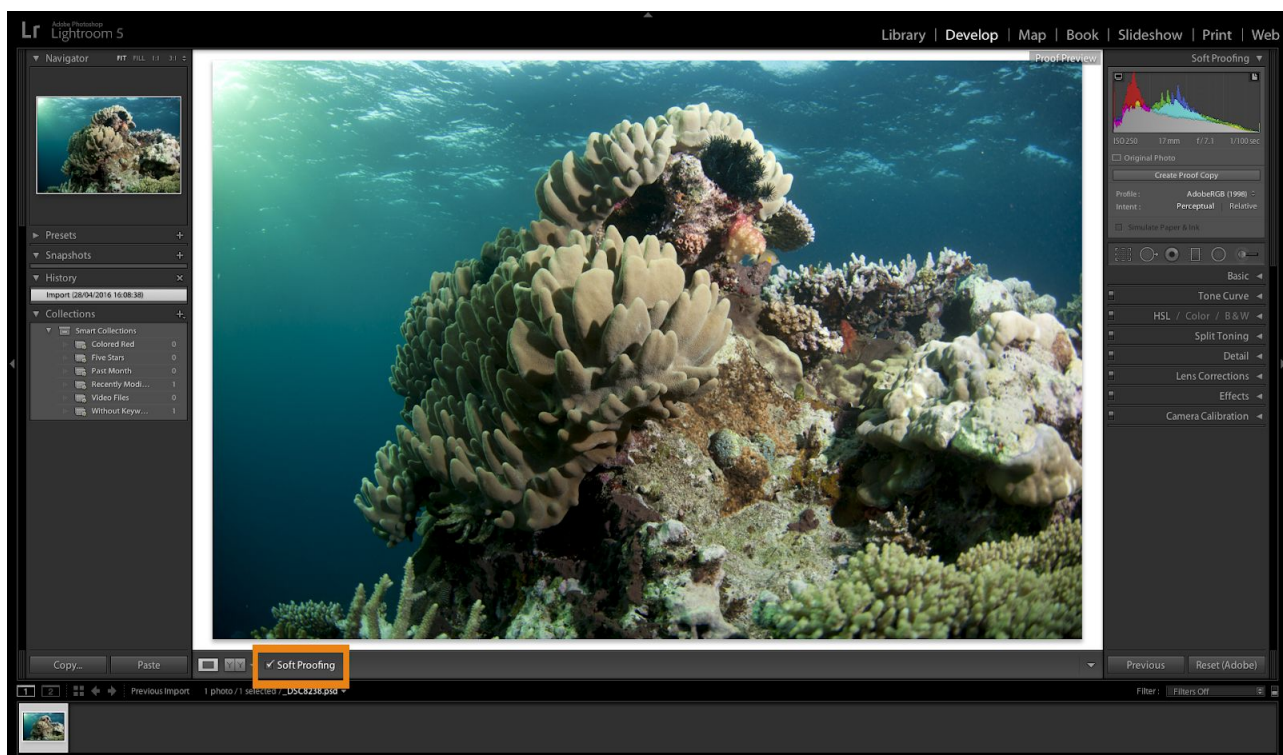 Lr Adobe Photoshop
Lightroom 5
Library | Develop | Map | Book | Slideshow | Print | Web
Navigator FIT FILL 1:1 3:1
Proof Preview
Soft Proofing
ISO 250 17 mm f / 7.1 1/100 sec
Original Photo
Create Proof Copy
Profile : AdobeRGB (1998)
Intent : Perceptual Relative
Simulate Paper & Ink
Presets +
Snapshots +
History ×
Import (28/04/2016 16:08:38)
Collections +
Smart Collections
Colored Red 0
Five Stars 0
Past Month 0
Recently Modi... 1
Video Files 0
Without Keyw... 1
Basic
Tone Curve
HSL / Color / B & W
Split Toning
Detail
Lens Corrections
Effects
Camera Calibration
Copy... Paste
Y Y
Soft Proofing
Previous Reset (Adobe)
1 2 Previous Import 1 photo / 1 selected / _DSC8238.psd
Filter : Filters Off